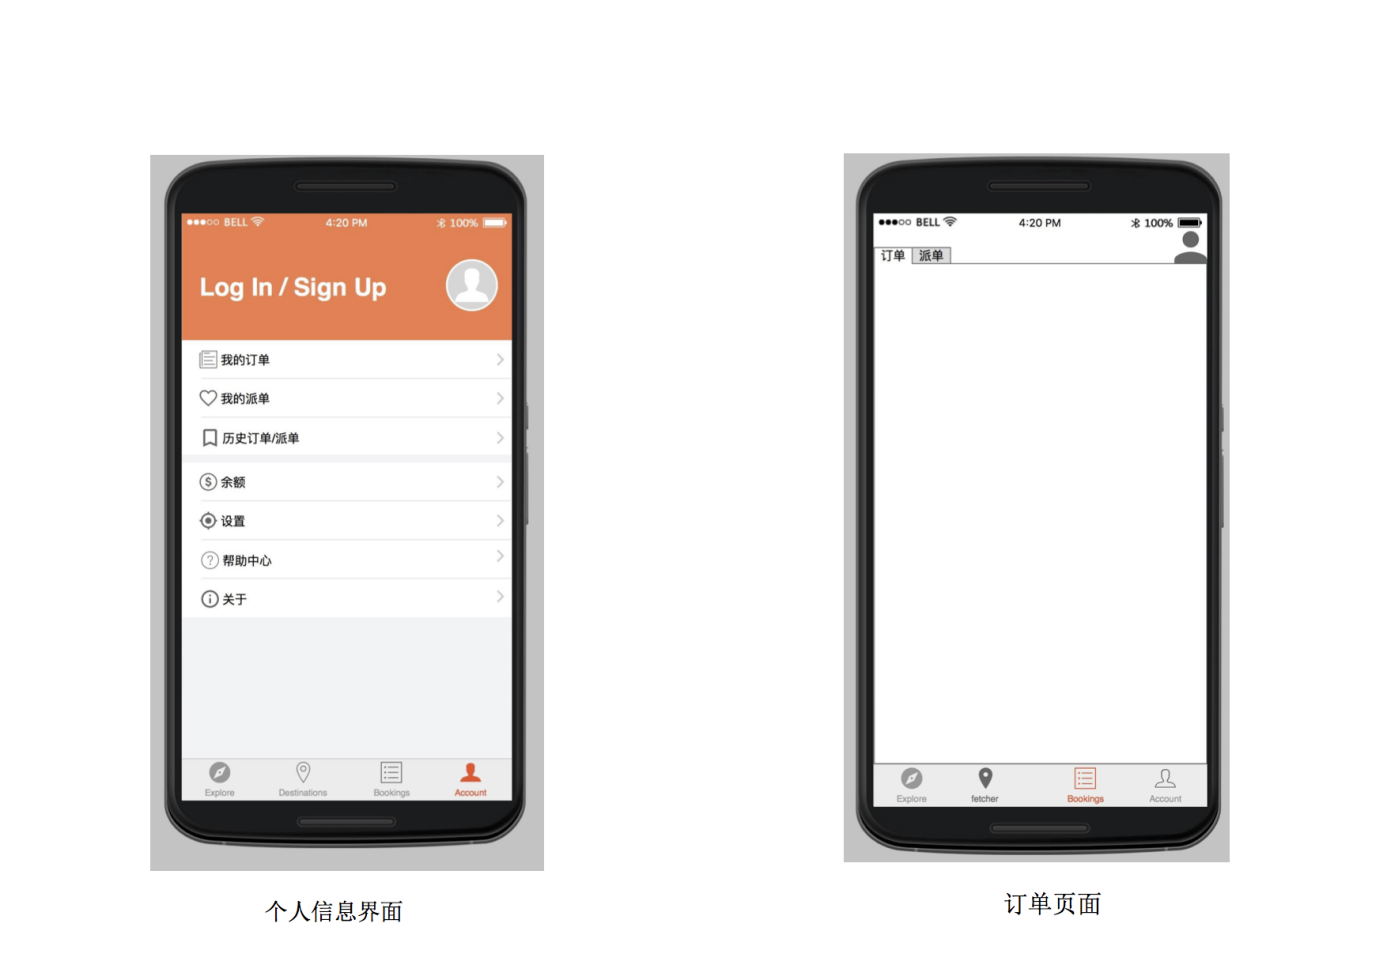 BELL 4:20 PM 100%
Log In / Sign Up
我的订单
我的派单
历史订单/派单
余额
设置
帮助中心
关于
Explore Destinations Bookings Account
个人信息界面
BELL 4:20 PM 100%
订单 派单
Explore fetcher Bookings Account
订单页面